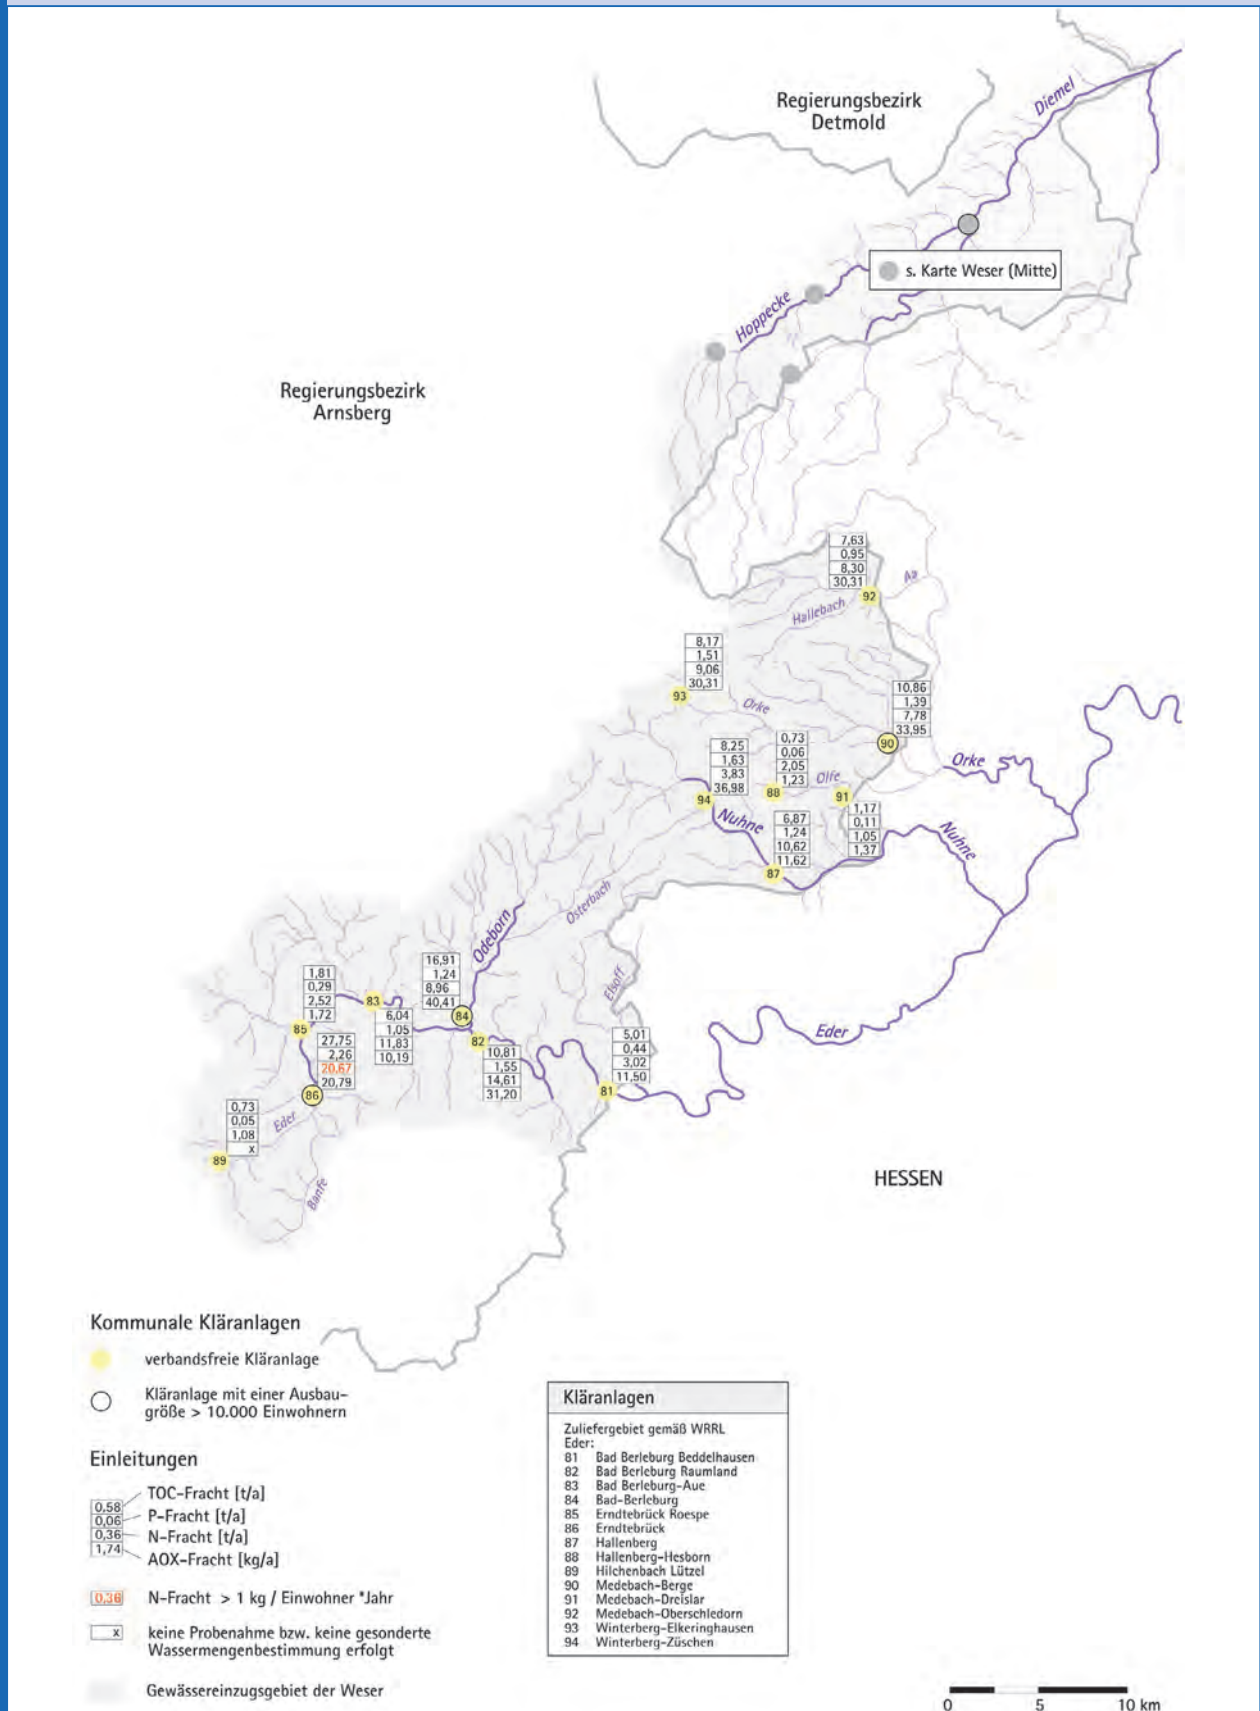 Regierungsbezirk
Detmold
Diemel
s. Karte Weser (Mitte)
Hoppecke
Regierungsbezirk
Arnsberg
7,63
0,95
8,30
30,31
92
Aa
Hallebach
8,17
1,51
9,06
30,31
93
Orke
10,86
1,39
7,78
33,95
90
8,25
1,63
3,83
36,98
94
0,73
0,06
2,05
1,23
88
Olfe
91
Orke
1,17
0,11
1,05
1,37
Nuhne
6,87
1,24
10,62
11,62
87
Nuhne
Osterbach
Odeborn
Elsoff
16,91
1,24
8,96
40,41
84
1,81
0,29
2,52
1,72
85
83
6,04
1,05
11,83
10,19
82
10,81
1,55
14,61
31,20
27,75
2,26
20,67
20,79
86
5,01
0,44
3,02
11,50
81
Eder
0,73
0,05
1,08
x
89
Eder
Banfe
HESSEN
Kommunale Kläranlagen
verbandsfreie Kläranlage
Kläranlage mit einer Ausbau-
größe > 10.000 Einwohnern
Einleitungen
0,58 TOC-Fracht [t/a]
0,06 P-Fracht [t/a]
0,36 N-Fracht [t/a]
1,74 AOX-Fracht [kg/a]
0,36 N-Fracht > 1 kg / Einwohner *Jahr
x keine Probenahme bzw. keine gesonderte
Wassermengenbestimmung erfolgt
Gewässereinzugsgebiet der Weser
Kläranlagen
Zuliefergebiet gemäß WRRL
Eder:
81 Bad Berleburg Beddelhausen
82 Bad Berleburg Raumland
83 Bad Berleburg-Aue
84 Bad-Berleburg
85 Erndtebrück Roespe
86 Erndtebrück
87 Hallenberg
88 Hallenberg-Hesborn
89 Hilchenbach Lützel
90 Medebach-Berge
91 Medebach-Dreislar
92 Medebach-Oberschledorn
93 Winterberg-Elkeringhausen
94 Winterberg-Züschen
0 5 10 km